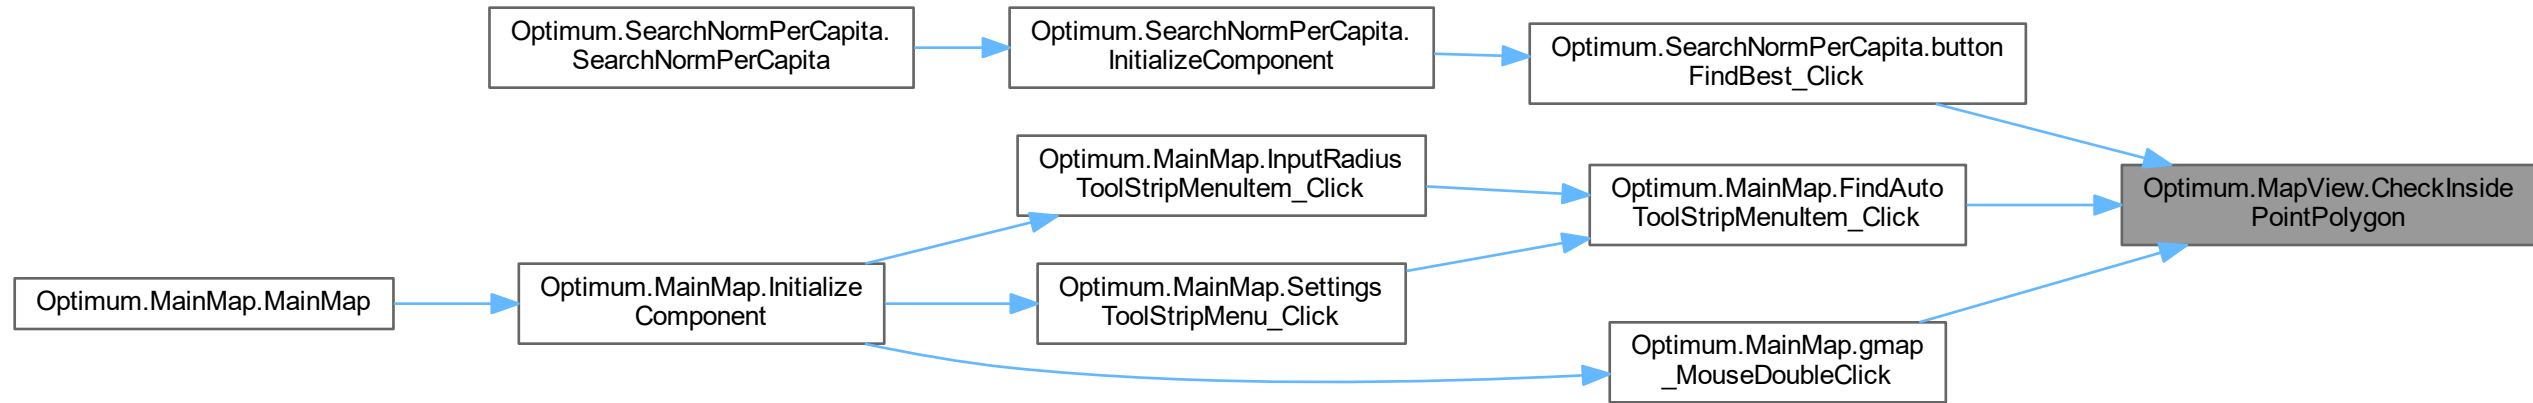 Optimum.SearchNormPerCapita.
SearchNormPerCapita
Optimum.SearchNormPerCapita.
InitializeComponent
Optimum.SearchNormPerCapita.button
FindBest_Click
Optimum.MainMap.InputRadius
ToolStripMenuItem_Click
Optimum.MainMap.FindAuto
ToolStripMenuItem_Click
Optimum.MapView.CheckInside
PointPolygon
Optimum.MainMap.MainMap
Optimum.MainMap.Initialize
Component
Optimum.MainMap.Settings
ToolStripMenu_Click
Optimum.MainMap.gmap
_MouseDoubleClick